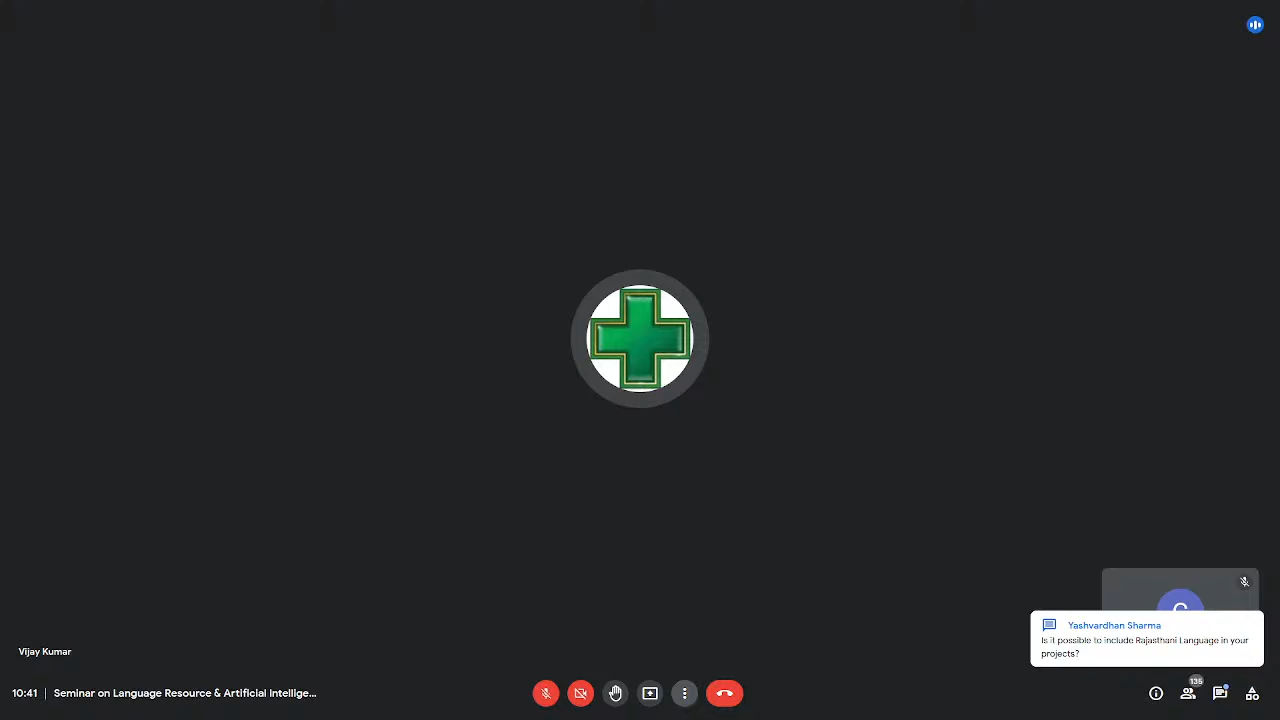 Yashvardhan Sharma
Is it possible to include Rajasthani Language in your
projects?
Vijay Kumar
10:41 | Seminar on Language Resource & Artificial Intellige...
135